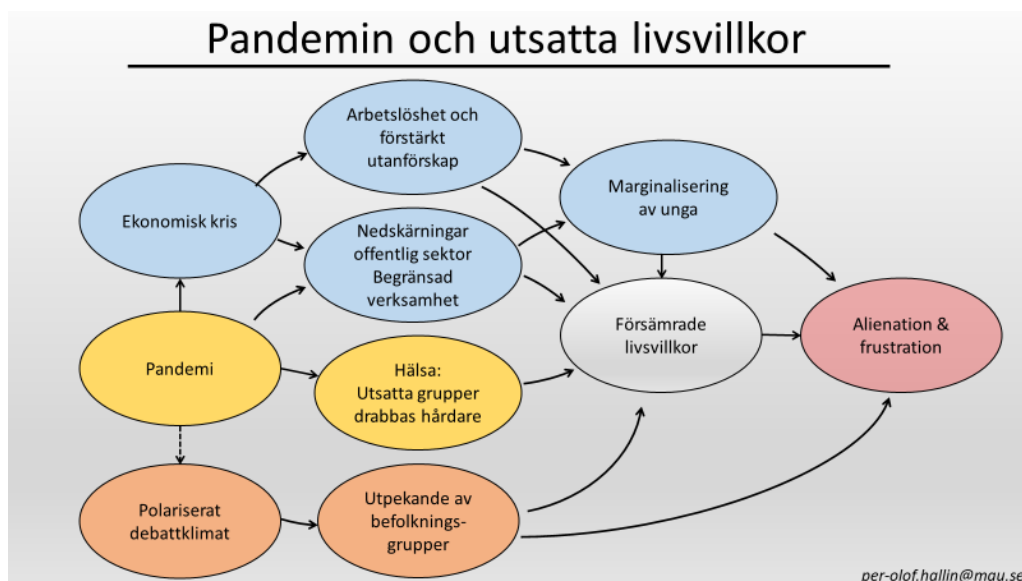 Pandemin och utsatta livsvillkor
Arbetslöshet och
förstärkt
utanförskap
Marginalisering
av unga
Ekonomisk kris
Nedskärningar
offentlig sektor
Begränsad
verksamhet
Försämrade
livsvillkor
Alienation &
frustration
Pandemi
Hälsa:
Utsatta grupper
drabbas hårdare
Polariserat
debattklimat
Utpekande av
befolknings-
grupper
per-olof.hallin@mau.se